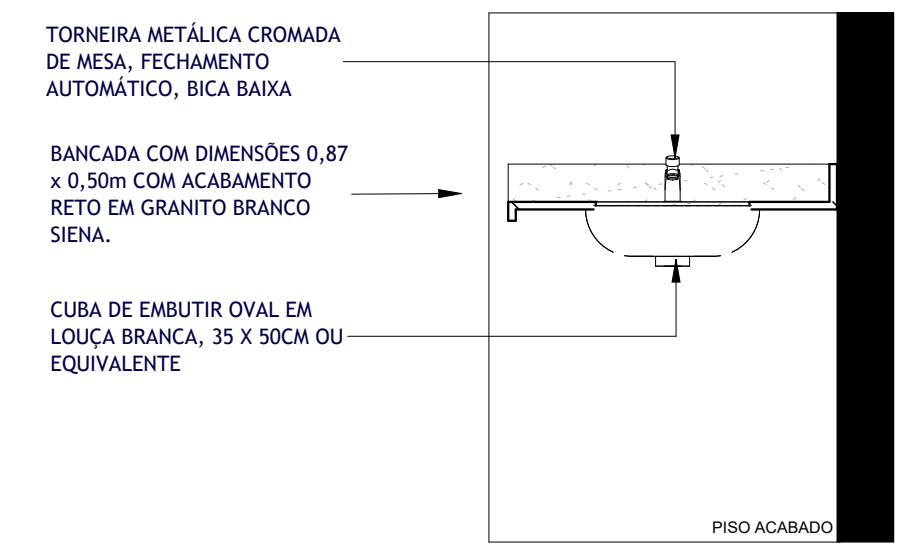 TORNEIRA METÁLICA CROMADA
DE MESA, FECHAMENTO
AUTOMÁTICO, BICA BAIXA
BANCADA COM DIMENSÕES 0,87
x 0,50m COM ACABAMENTO
RETO EM GRANITO BRANCO
SIENA.
CUBA DE EMBUTIR OVAL EM
LOUÇA BRANCA, 35 X 50CM OU
EQUIVALENTE
PISO ACABADO